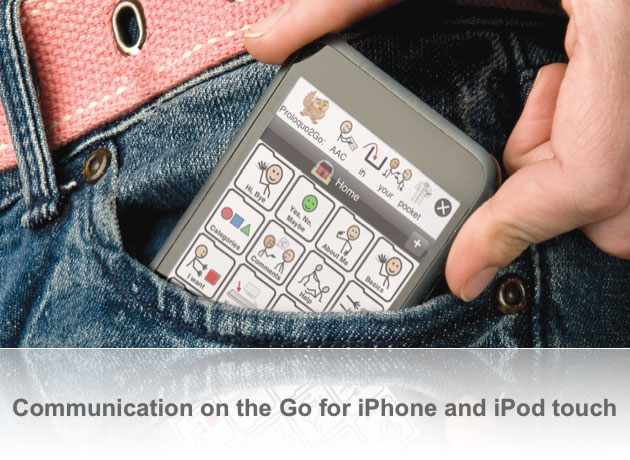 Proloquo2Go: AAC in your pocket
Home
+
Hi, Bye
Yes, No, Maybe
About Me
Basics
Categories
Comments
Help
I want
Communication on the Go for iPhone and iPod touch